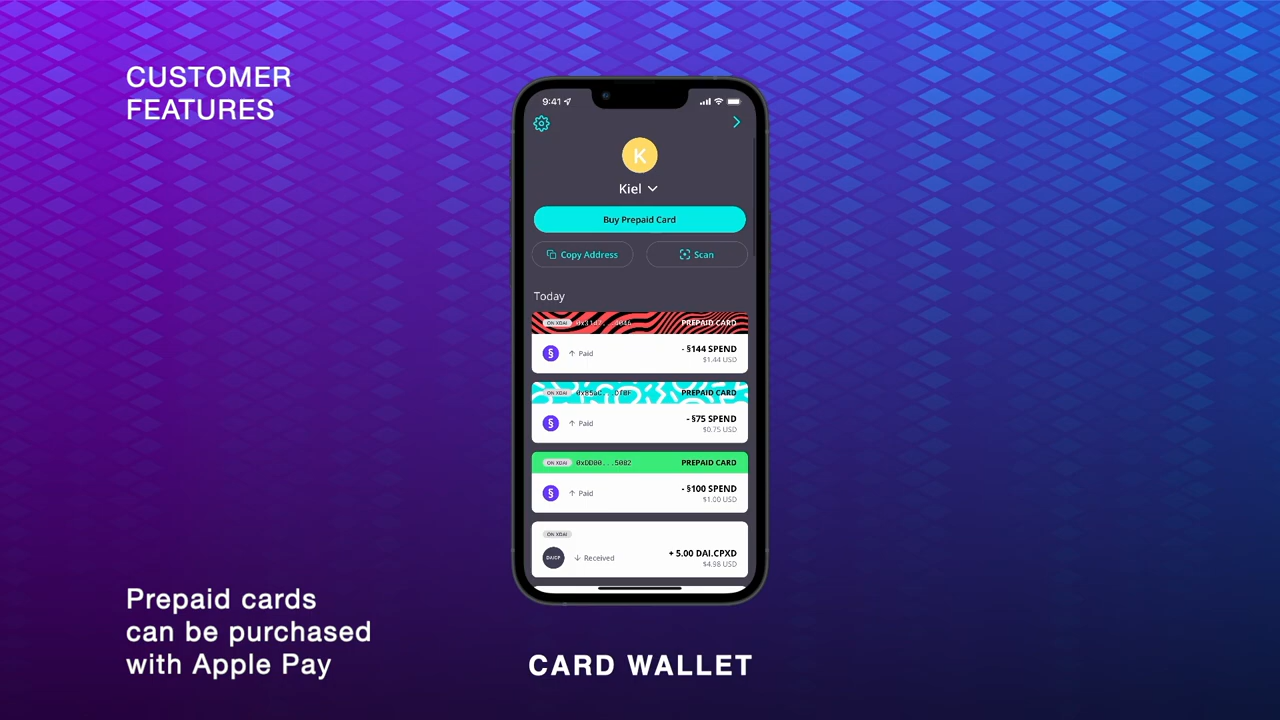 CUSTOMER
FEATURES
9:41
K
Kiel
Buy Prepaid Card
Copy Address
Scan
Today
ON XDAI PREPAID CARD
§ ↑ Paid - §144 SPEND
$1.44 USD
ON XDAI PREPAID CARD
§ ↑ Paid - §75 SPEND
$0.75 USD
ON XDAI 0xDD80...5082 PREPAID CARD
§ ↑ Paid - §100 SPEND
$1.00 USD
ON XDAI
↓ Received + 5.00 DAI.CPXD
$4.98 USD
Prepaid cards
can be purchased
with Apple Pay
CARD WALLET